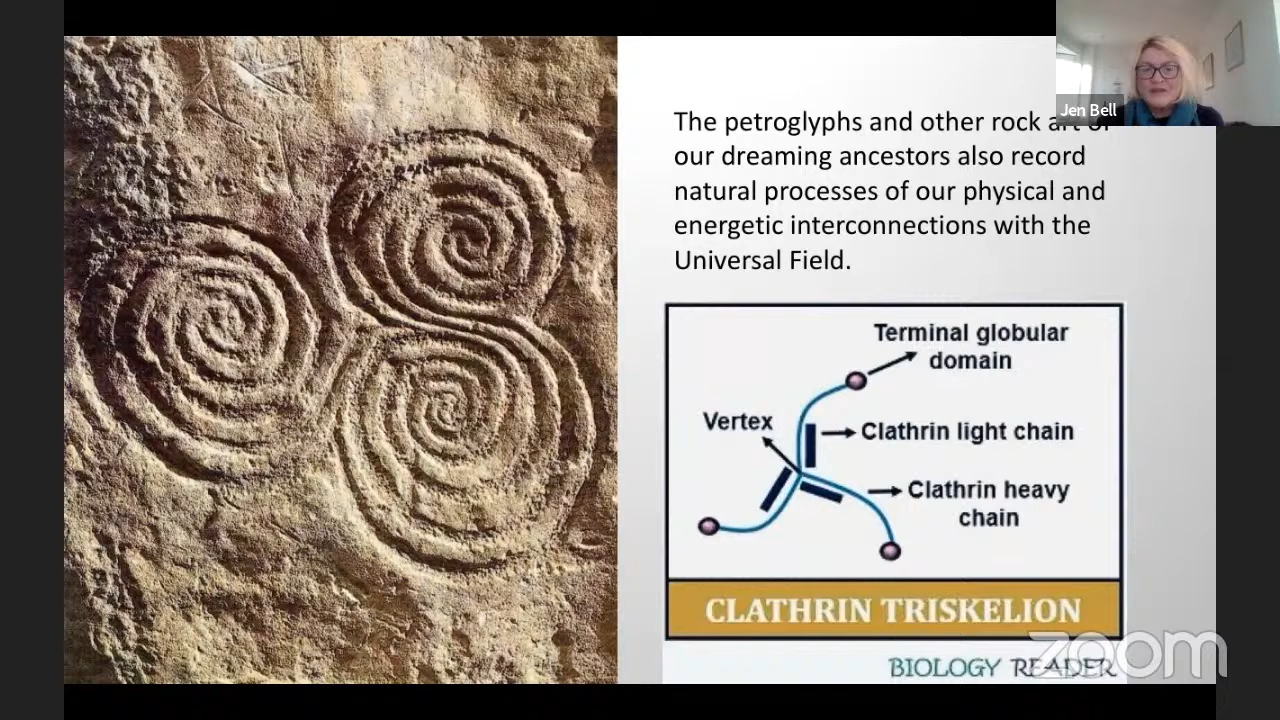 The petroglyphs and other rock art of
our dreaming ancestors also record
natural processes of our physical and
energetic interconnections with the
Universal Field.
Jen Bell
Terminal globular
domain
Vertex
Clathrin light chain
Clathrin heavy
chain
CLATHRIN TRISKELION
BIOLOGY READER
zoom